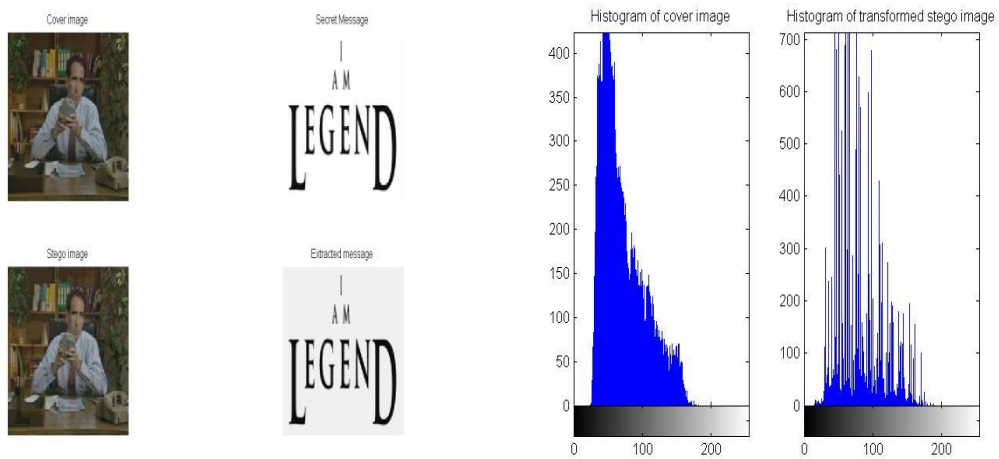 Cover image
Secret Message
I
A M
LEGEND
Stego image
Extracted message
I
A M
LEGEND
Histogram of cover image
400
350
300
250
200
150
100
50
0
0 100 200
Histogram of transformed stego image
700
600
500
400
300
200
100
0
0 100 200